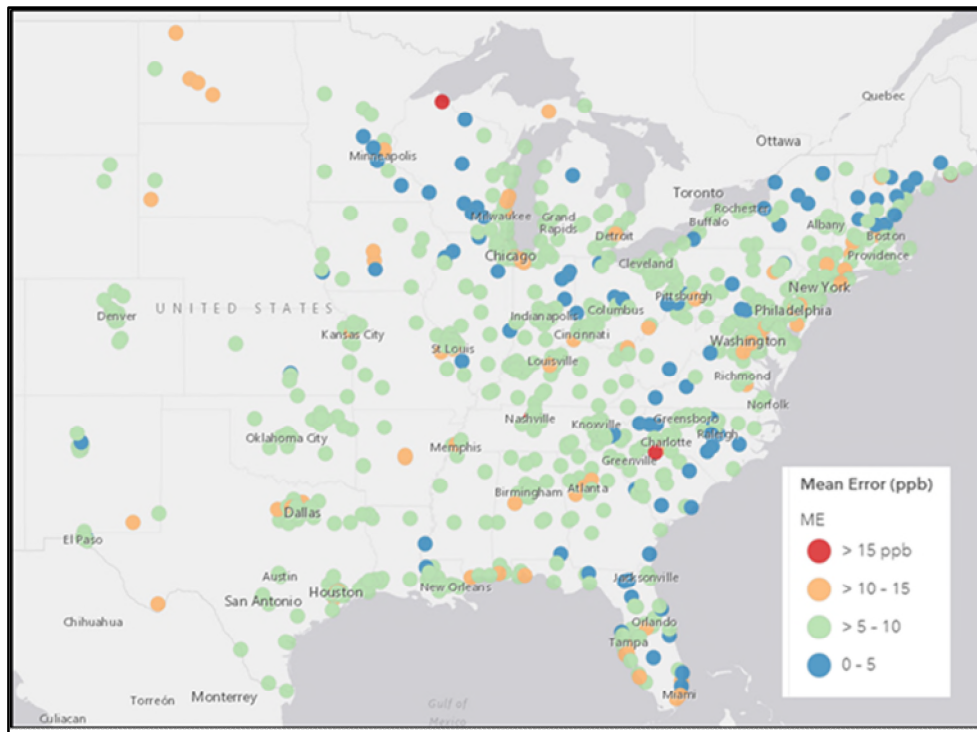 Quebec
Ottawa
Minneapolis
Toronto
Rochester
Buffalo
Albany
Milwaukee
Grand
Rapids
Detroit
Boston
Providence
Chicago
Cleveland
New York
Pittsburgh
Philadelphia
UNITED STATES
Denver
Indianapolis
Columbus
Kansas City
Cincinnati
Washington
St Louis
Louisville
Richmond
Norfolk
Nashville
Knoxville
Greensboro
Oklahoma City
Memphis
Charlotte
Raleigh
Greenville
Birmingham
Atlanta
Dallas
El Paso
Austin
Houston
New Orleans
Jacksonville
San Antonio
Chihuahua
Orlando
Tampa
Torreón
Monterrey
Miami
Culiacan
Gulf of
Mexico
Mean Error (ppb)
ME
> 15 ppb
> 10 - 15
> 5 - 10
0 - 5